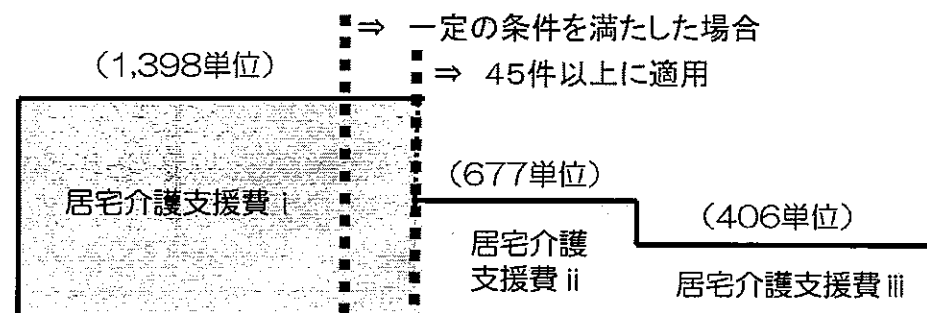 ⇒ 一定の条件を満たした場合
(1,398単位)
⇒ 45件以上に適用
居宅介護支援費ⅰ
(677単位)
居宅介護
支援費ⅱ
(406単位)
居宅介護支援費ⅲ